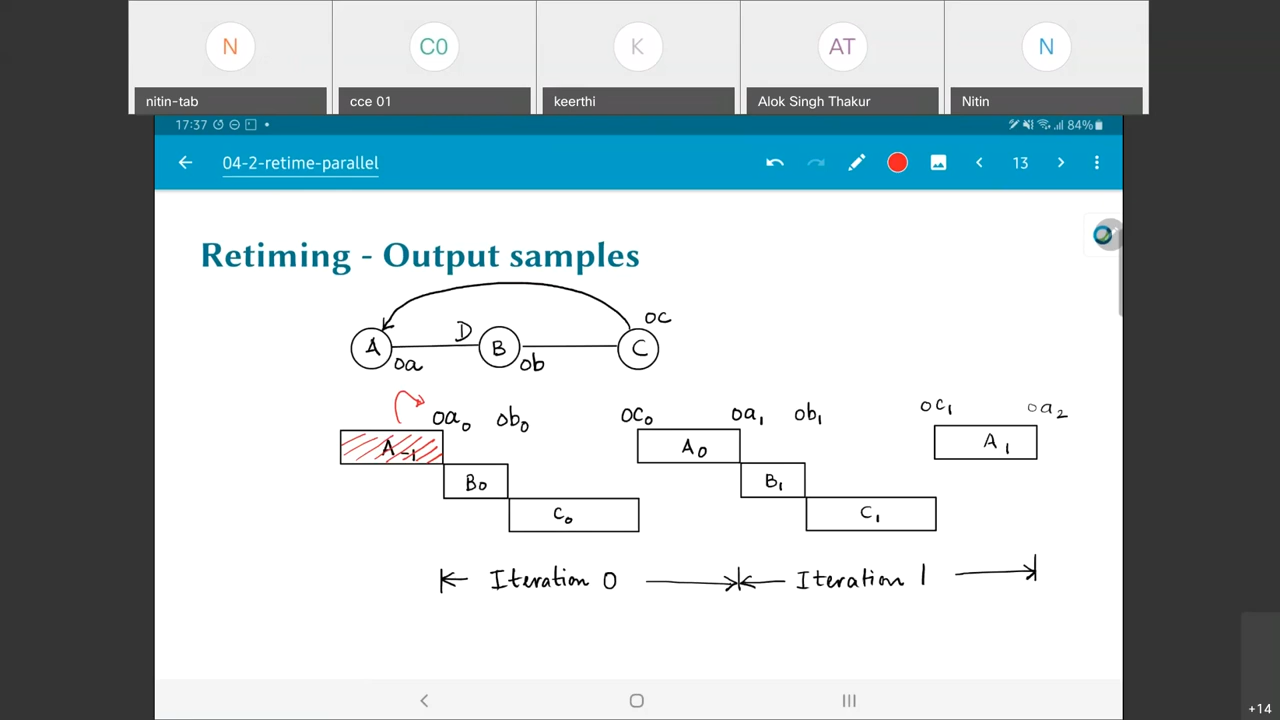 N C0 K AT N
nitin-tab cce 01 keerthi Alok Singh Thakur Nitin
17:37 84%
04-2-retime-parallel 13
Retiming - Output samples
oc
A D B C
oa ob
oa₀ ob₀ oc₀ oa₁ ob₁ oc₁ oa₂
A₋₁ A₀ A₁
B₀ B₁
C₀ C₁
Iteration 0 Iteration 1
+14